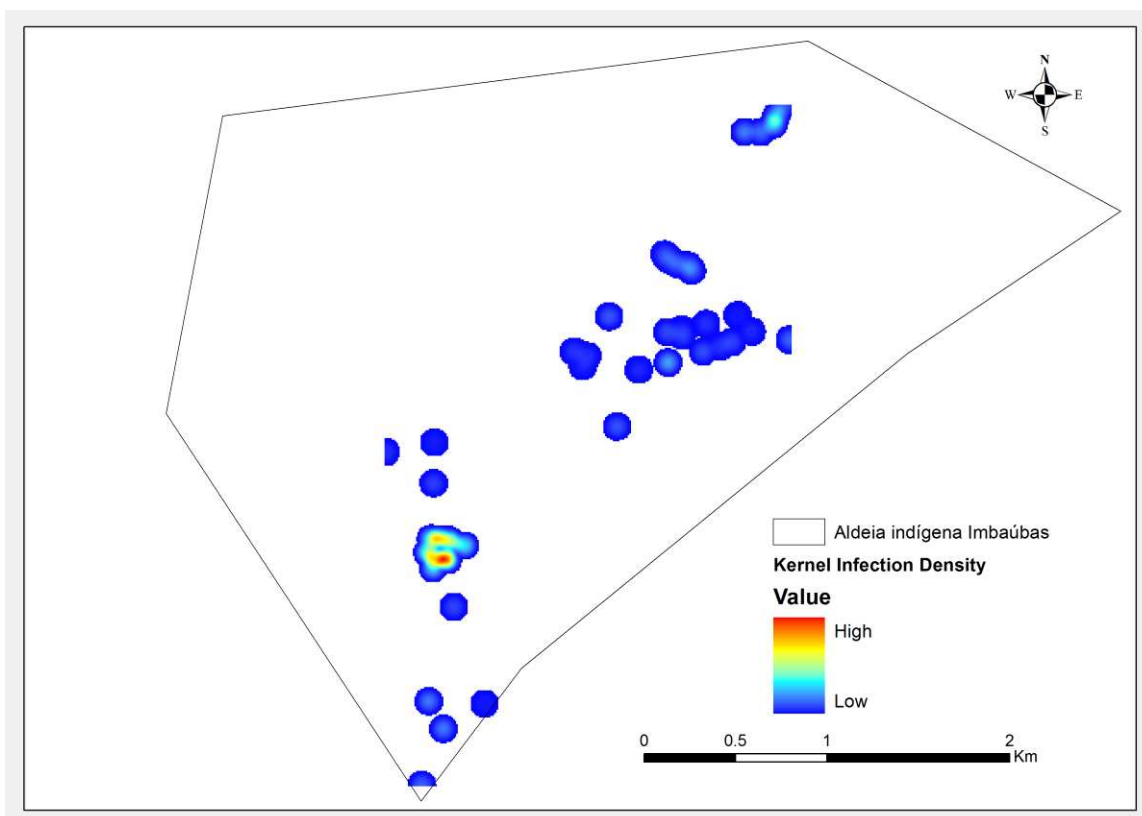 N
W E
S
Aldeia indígena Imbaúbas
Kernel Infection Density
Value
High
Low
0 0.5 1 2
Km